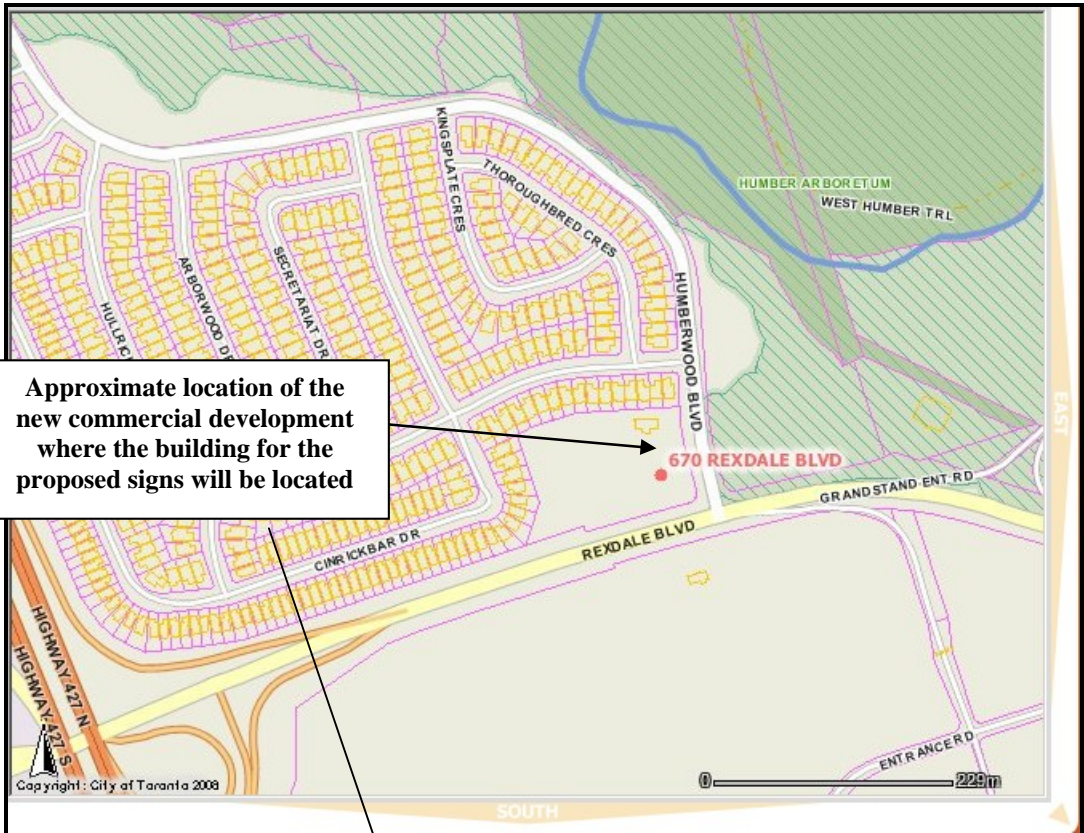 KINGSPLATE CRES
THOROUGHBRED CRES
HUMBER ARBORETUM
WEST HUMBER TRL
HUMBERWOOD BLVD
SECRETARIAT DR
ARBORWOOD DR
HULLRICK
Approximate location of the
new commercial development
where the building for the
proposed signs will be located
670 REXDALE BLVD
EAST
GRANDSTAND ENT RD
REXDALE BLVD
CINRICKBAR DR
HIGHWAY 427 N
HIGHWAY 427 S
ENTRANCE RD
Copyright: City of Toronto 2008
0 229m
SOUTH